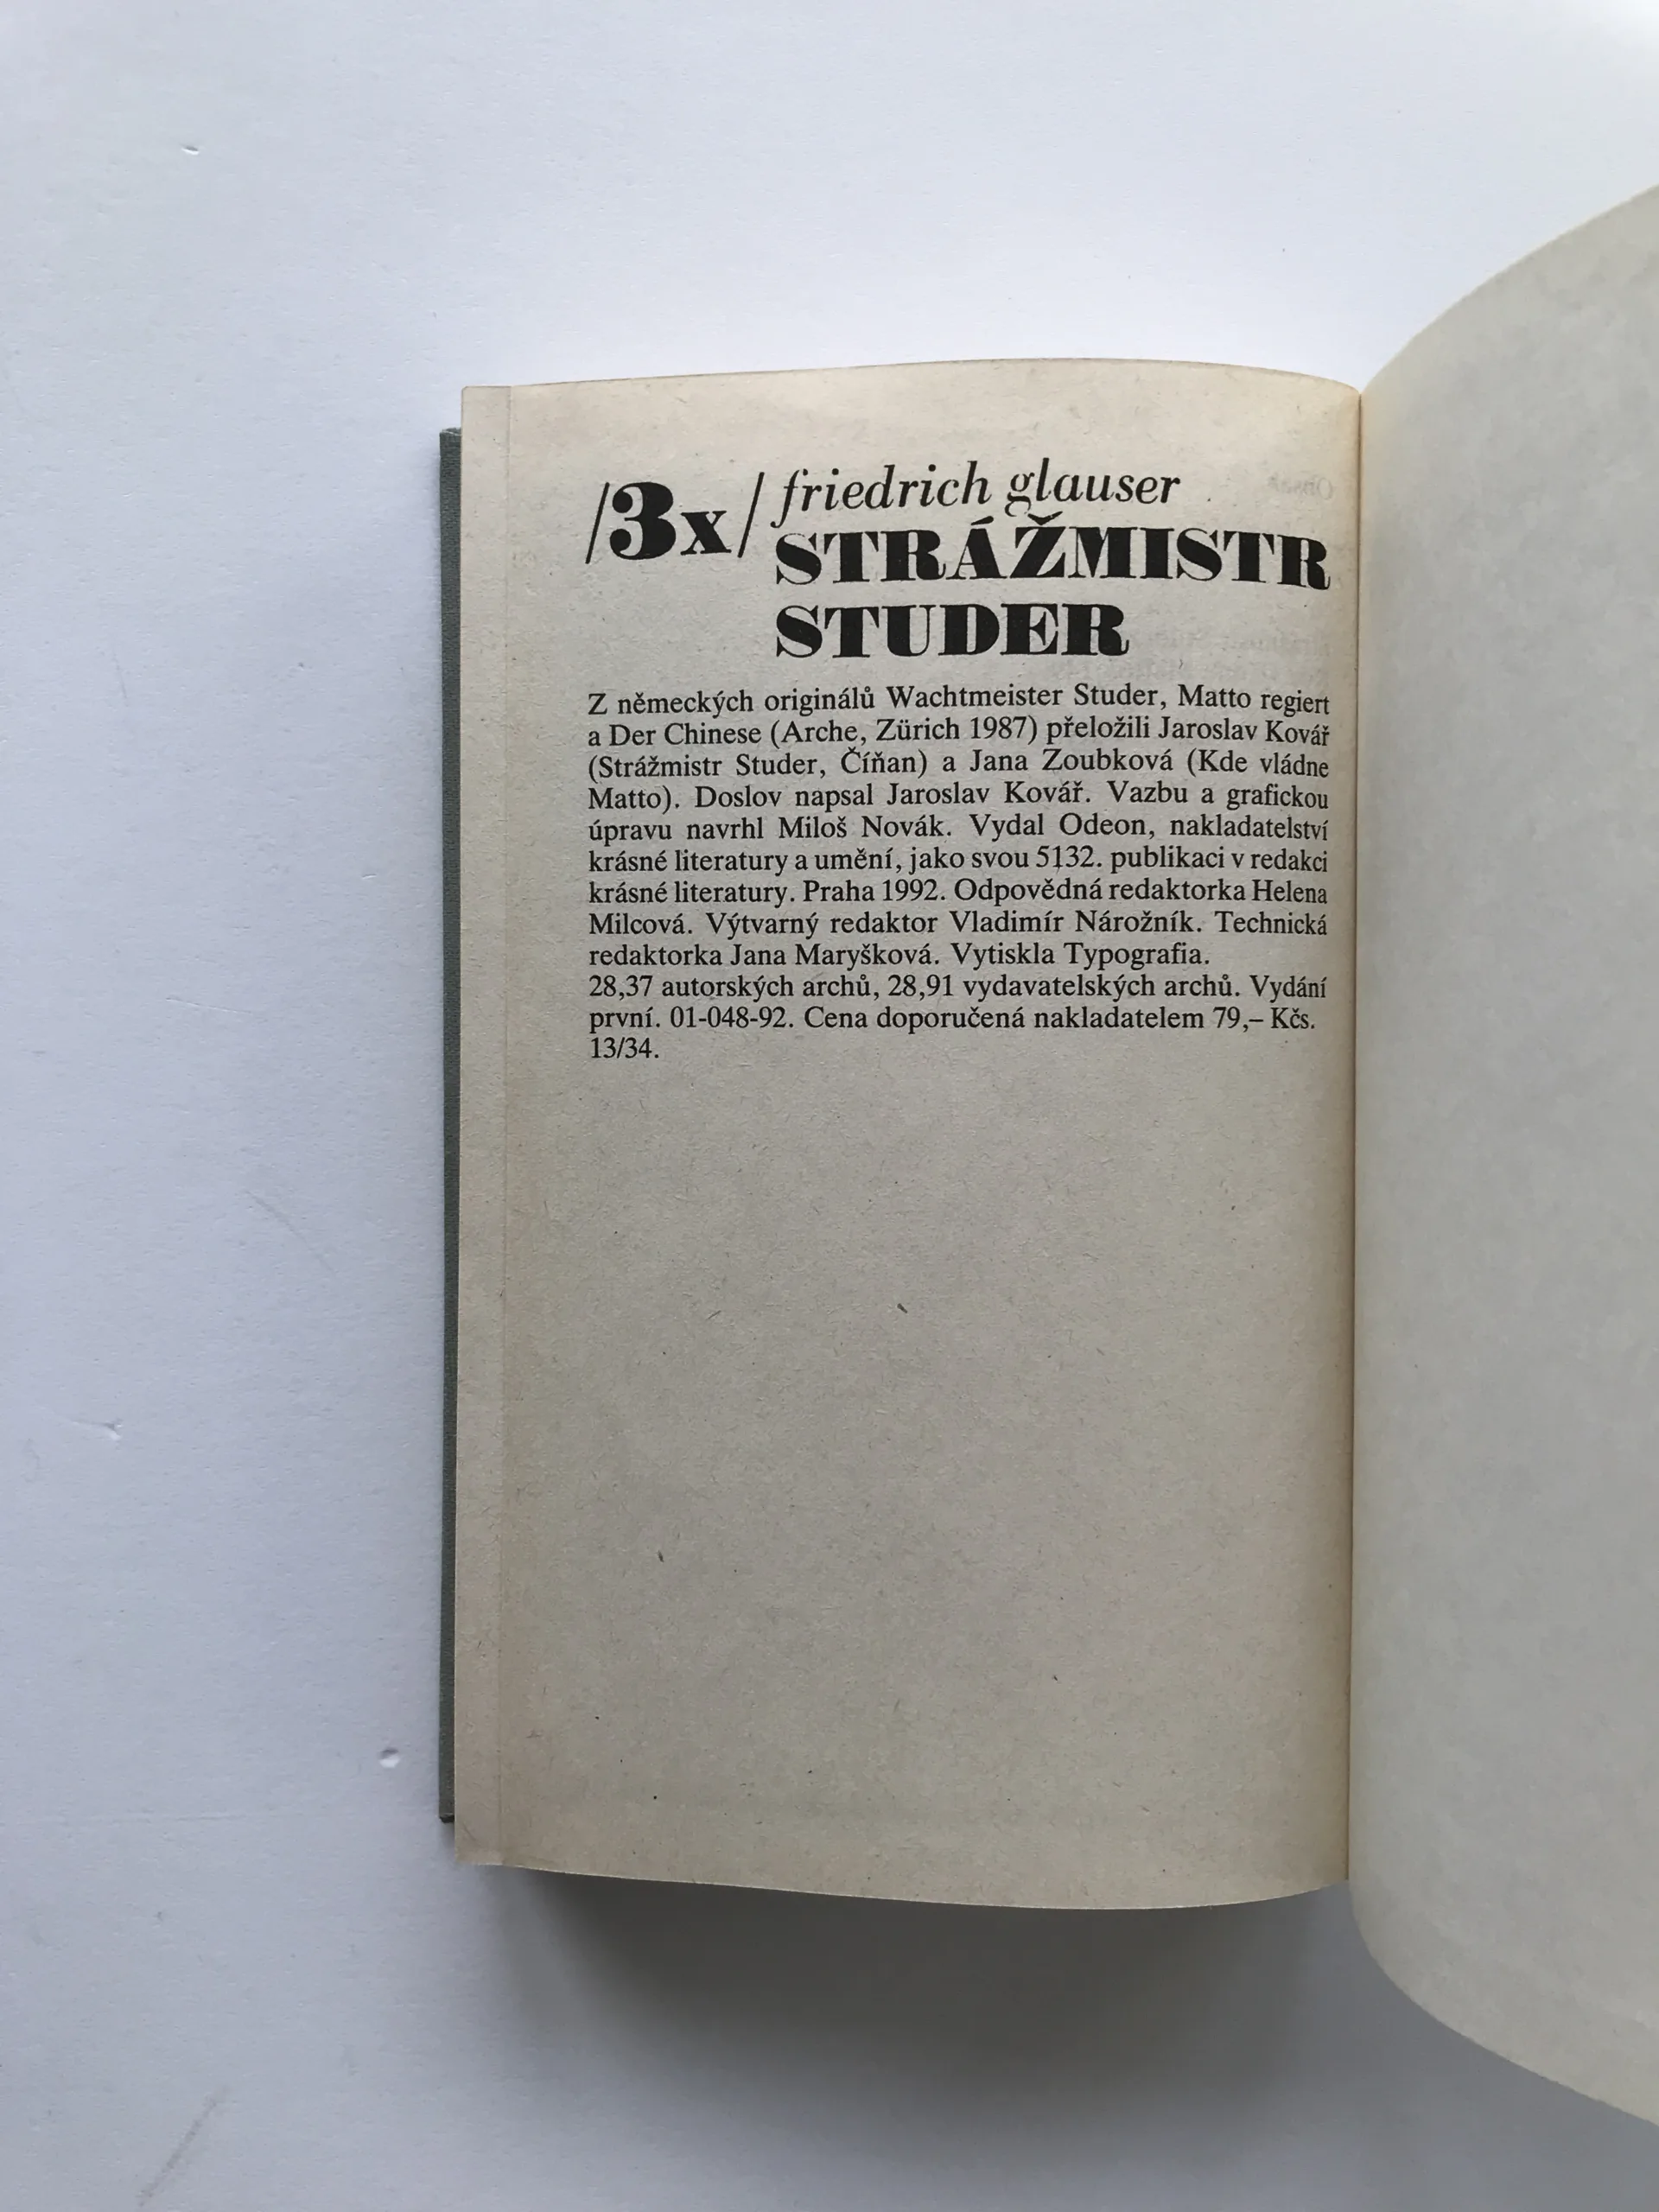 /3x/ friedrich glauser
STRÁŽMISTR
STUDER
Z německých originálů Wachtmeister Studer, Matto regiert
a Der Chinese (Arche, Zürich 1987) přeložili Jaroslav Kovář
(Strážmistr Studer, Číňan) a Jana Zoubková (Kde vládne
Matto). Doslov napsal Jaroslav Kovář. Vazbu a grafickou
úpravu navrhl Miloš Novák. Vydal Odeon, nakladatelství
krásné literatury a umění, jako svou 5132. publikaci v redakci
krásné literatury. Praha 1992. Odpovědná redaktorka Helena
Milcová. Výtvarný redaktor Vladimír Nárožník. Technická
redaktorka Jana Maryšková. Vytiskla Typografia.
28,37 autorských archů, 28,91 vydavatelských archů. Vydání
první. 01-048-92. Cena doporučená nakladatelem 79,– Kčs.
13/34.